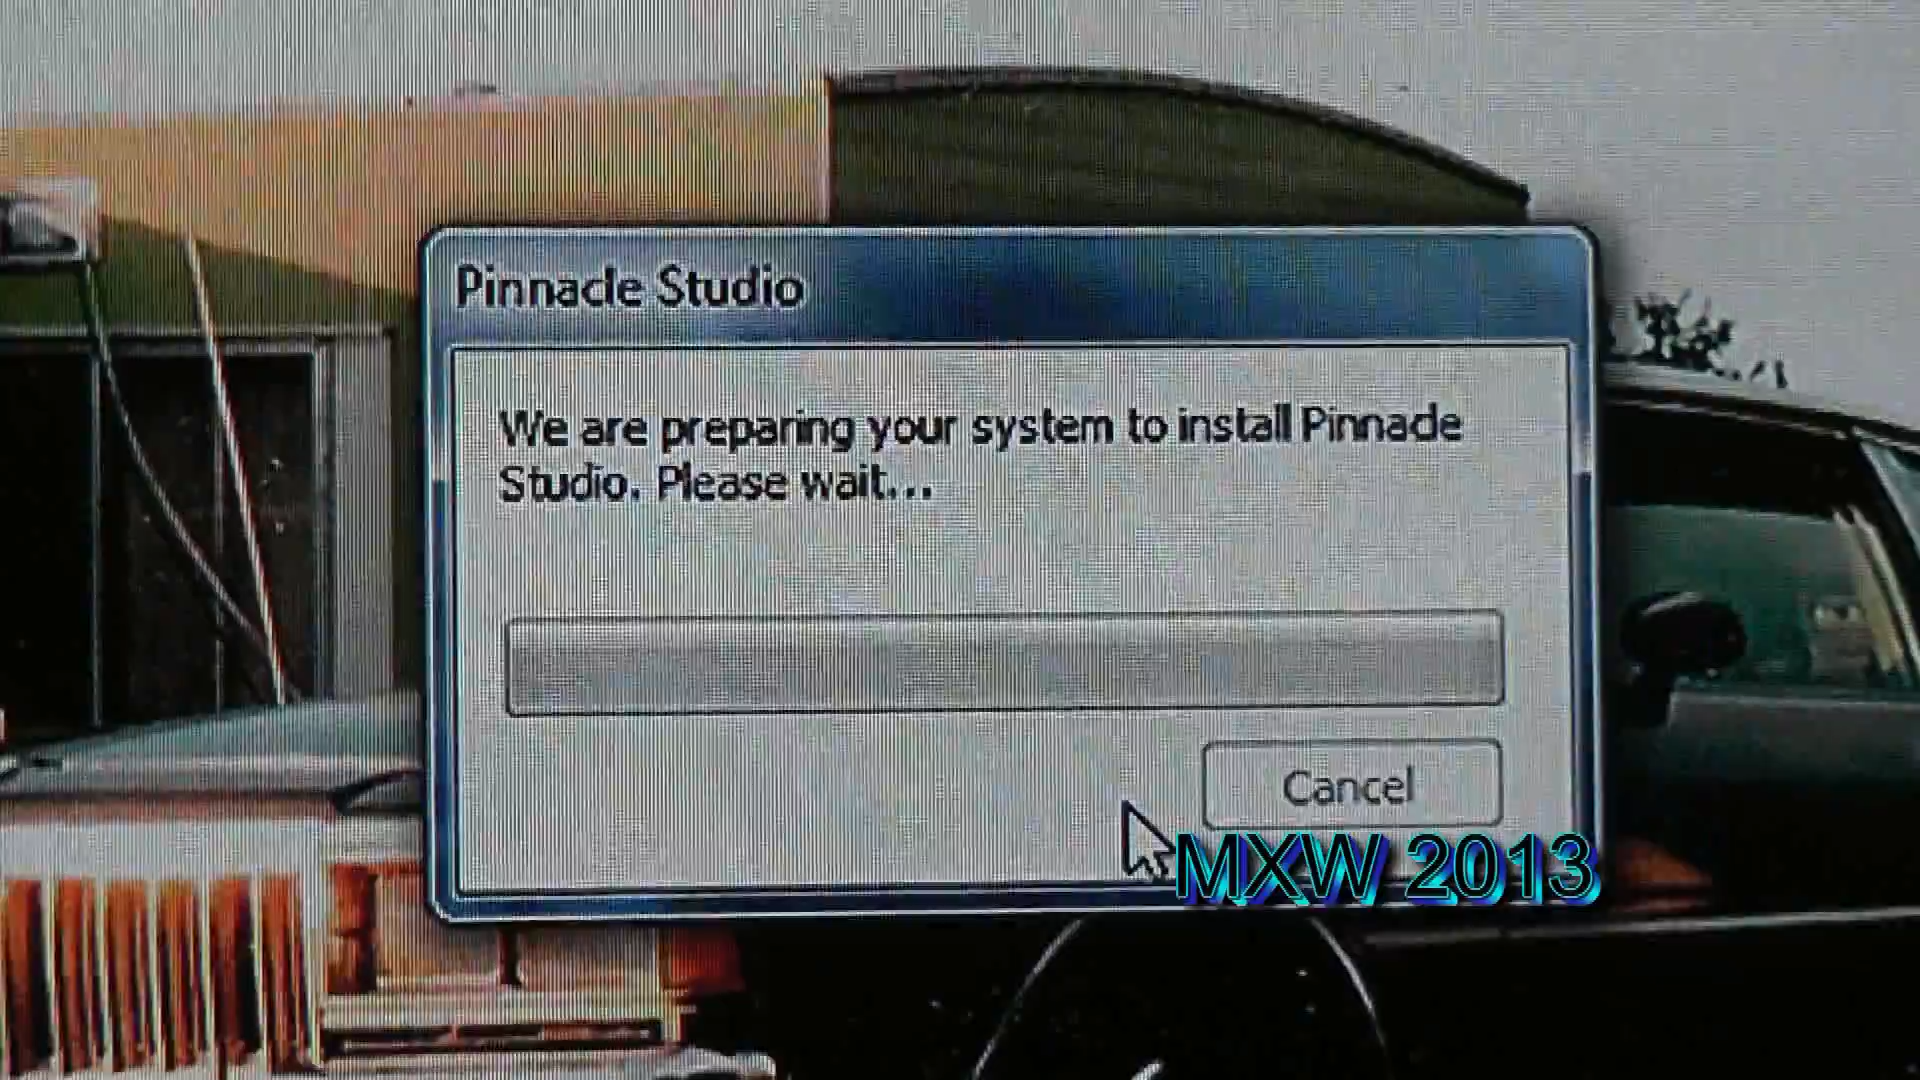 Pinnacle Studio
We are preparing your system to install Pinnacle
Studio. Please wait...
Cancel
MXW 2013